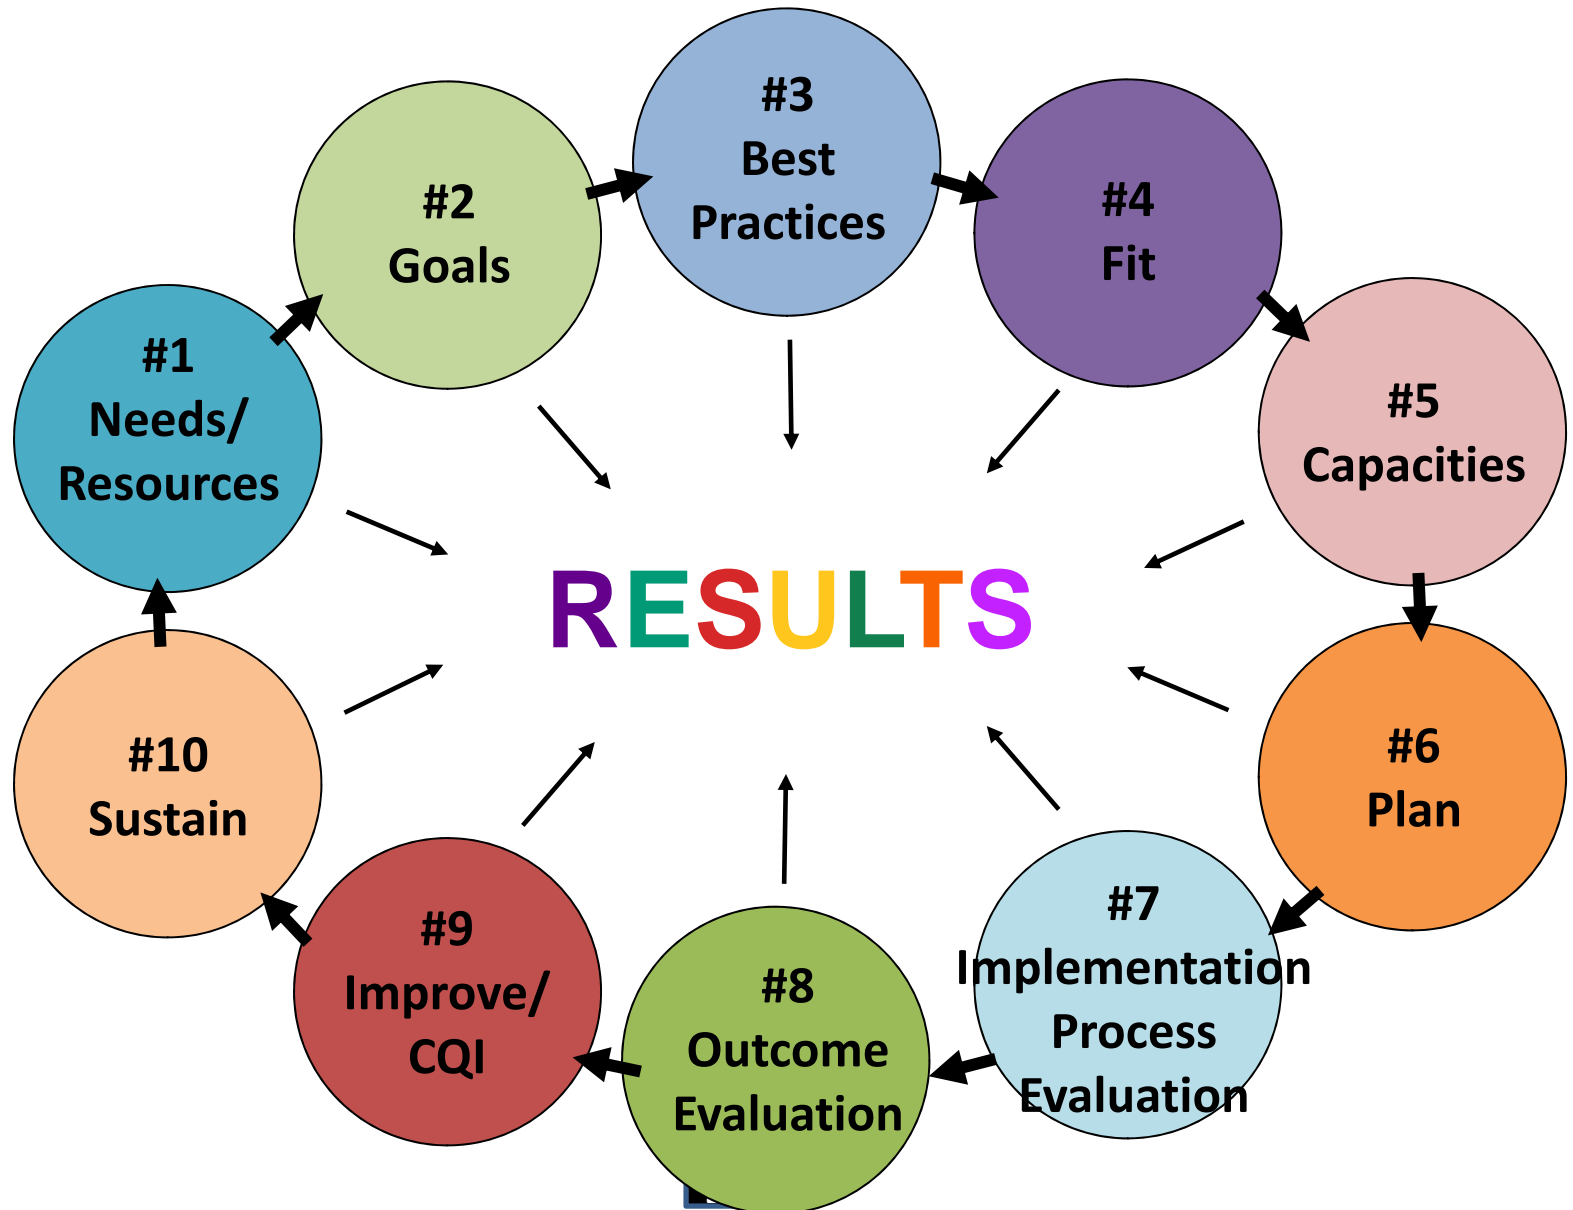 #1
Needs/
Resources
#2
Goals
#3
Best
Practices
#4
Fit
#5
Capacities
#6
Plan
#7
Implementation
Process
Evaluation
#8
Outcome
Evaluation
#9
Improve/
CQI
#10
Sustain
RESULTS